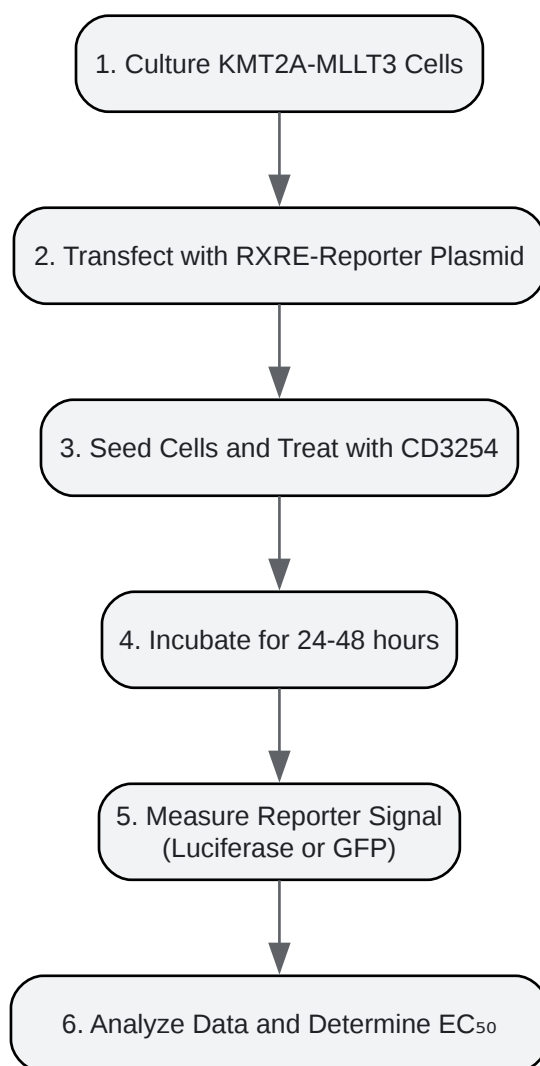 1. Culture KMT2A-MLLT3 Cells
2. Transfect with RXRE-Reporter Plasmid
3. Seed Cells and Treat with CD3254
4. Incubate for 24-48 hours
5. Measure Reporter Signal
(Luciferase or GFP)
6. Analyze Data and Determine EC₅₀